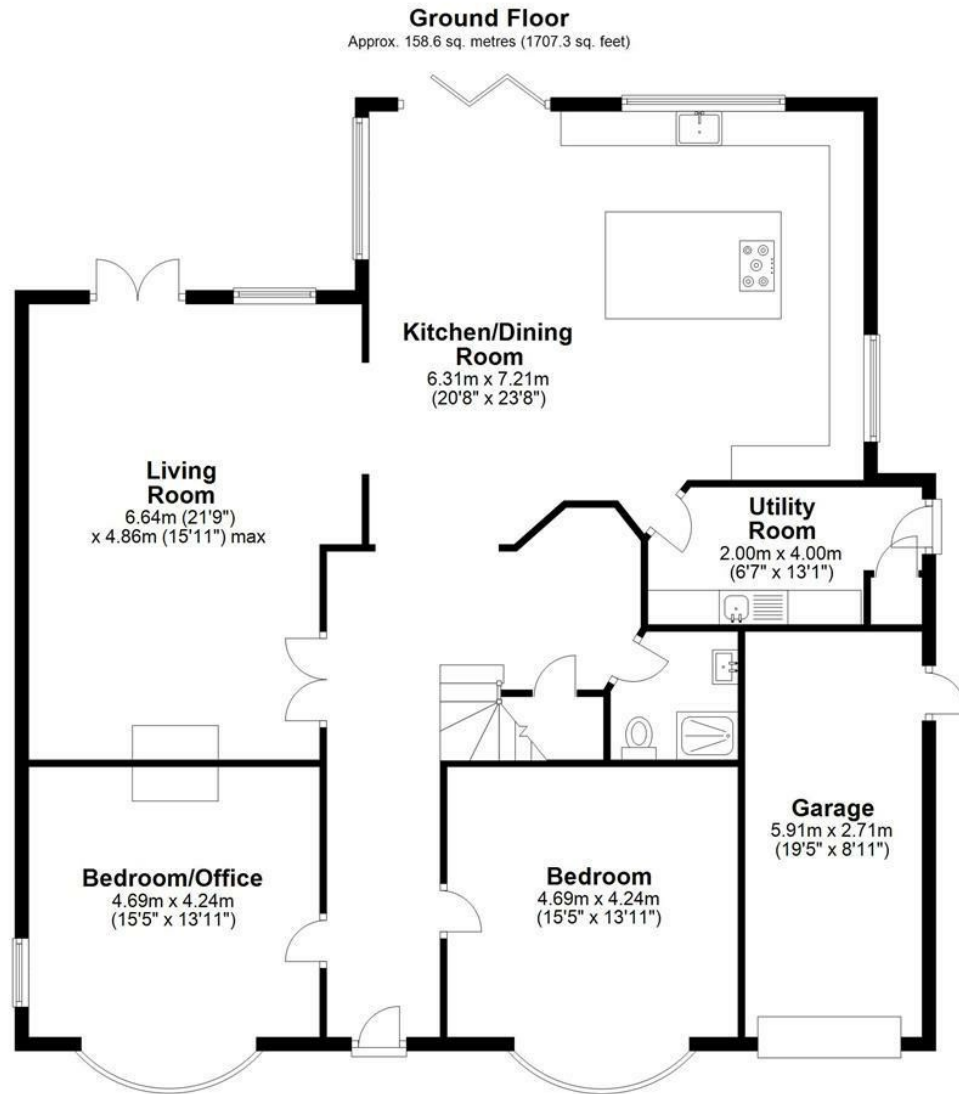 Ground Floor
Approx. 158.6 sq. metres (1707.3 sq. feet)
Kitchen/Dining
Room
6.31m x 7.21m
(20'8" x 23'8")
Living
Room
6.64m (21'9")
x 4.86m (15'11") max
Utility
Room
2.00m x 4.00m
(6'7" x 13'1")
Garage
5.91m x 2.71m
(19'5" x 8'11")
Bedroom/Office
4.69m x 4.24m
(15'5" x 13'11")
Bedroom
4.69m x 4.24m
(15'5" x 13'11")